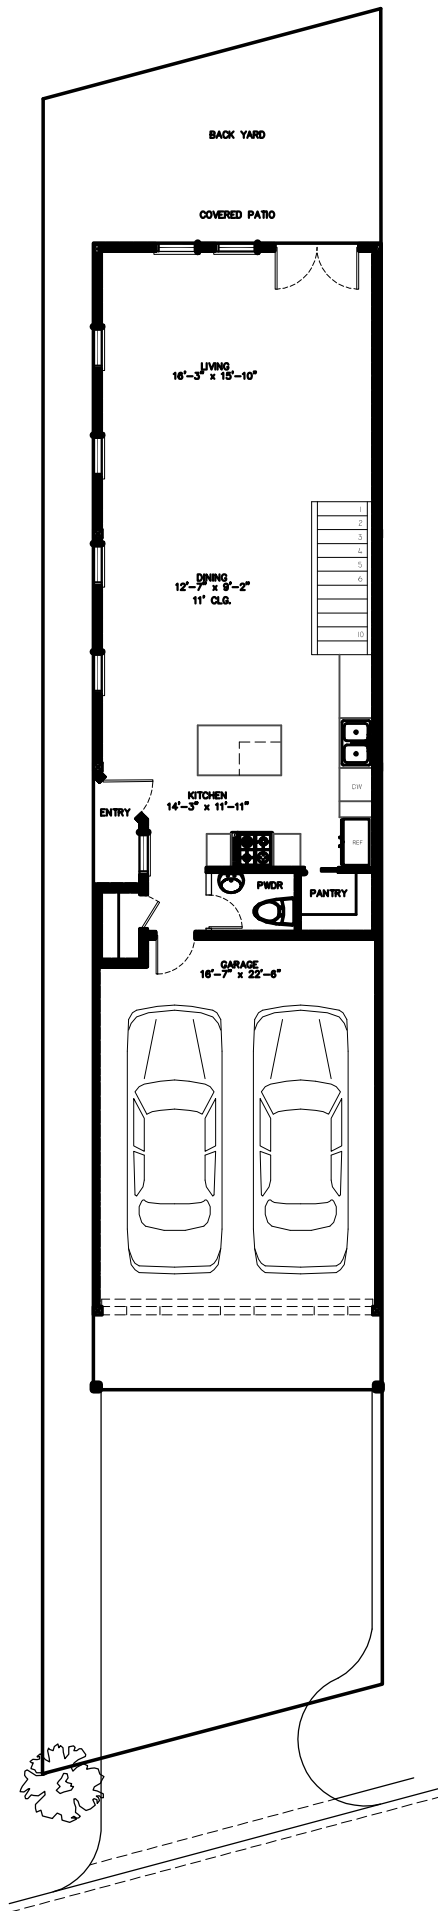 BACK YARD
COVERED PATIO
LIVING
16'-3" x 15'-10"
1
2
3
4
5
6
10
DINING
12'-7" x 9'-2"
11' CLG.
DW
KITCHEN
14'-3" x 11'-11"
ENTRY
REF
PWDR
PANTRY
GARAGE
16'-7" x 22'-6"